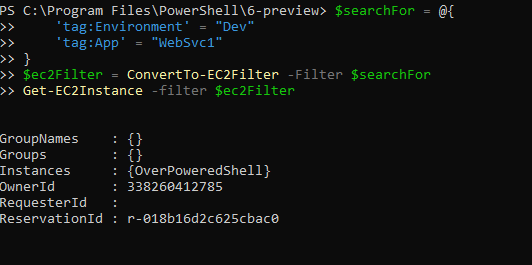 PS C:\Program Files\PowerShell\6-preview> $searchFor = @{
>>     'tag:Environment' = "Dev"
>>     'tag:App' = "WebSvc1"
>> }
>> $ec2Filter = ConvertTo-EC2Filter -Filter $searchFor
>> Get-EC2Instance -filter $ec2Filter
GroupNames    : {}
Groups        : {}
Instances     : {OverPoweredShell}
OwnerId       : 338260412785
RequesterId   :
ReservationId : r-018b16d2c625cbac0